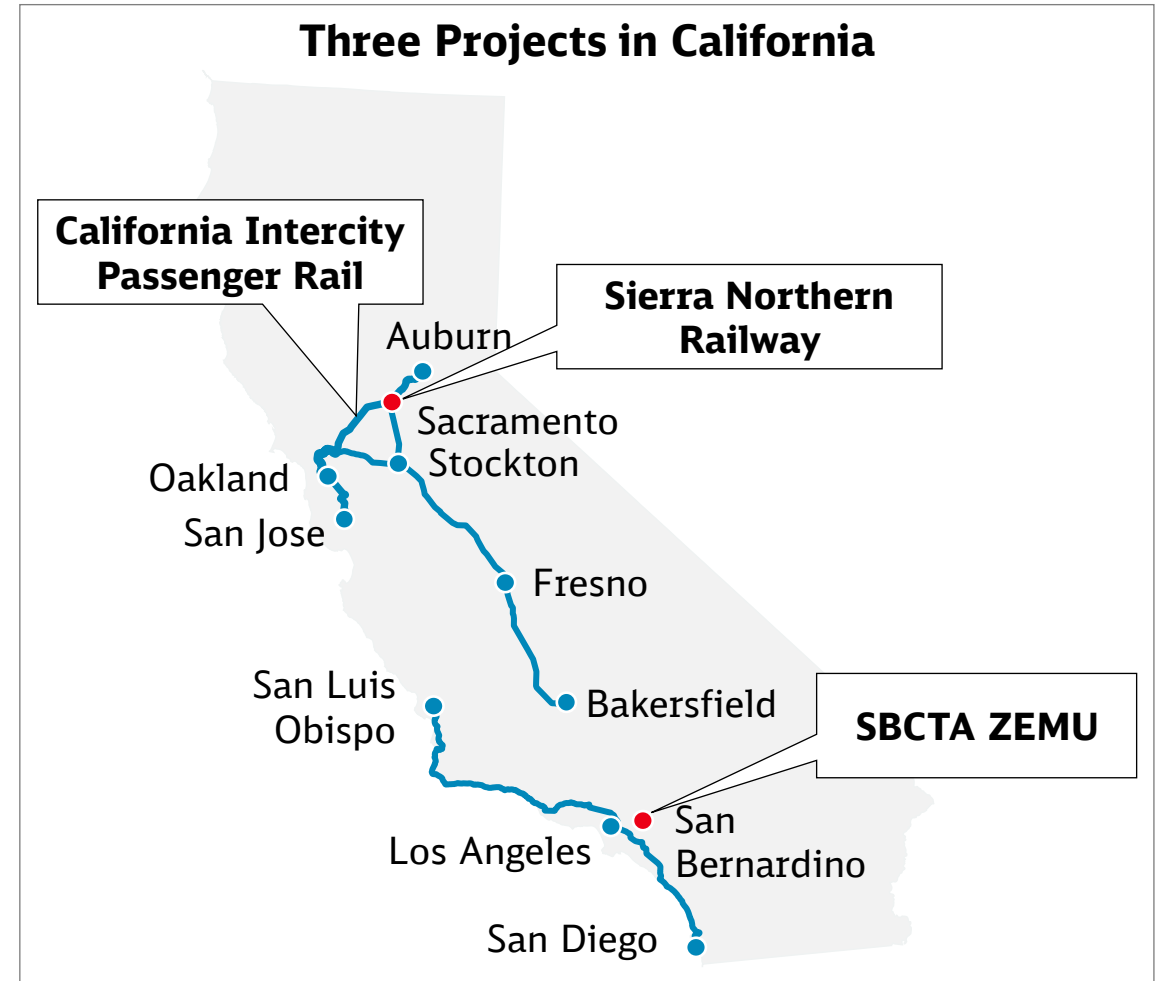 Three Projects in California
California Intercity
Passenger Rail
Sierra Northern
Railway
Auburn
Sacramento
Stockton
Oakland
San Jose
Fresno
San Luis
Obispo
Bakersfield
SBCTA ZEMU
San
Bernardino
Los Angeles
San Diego